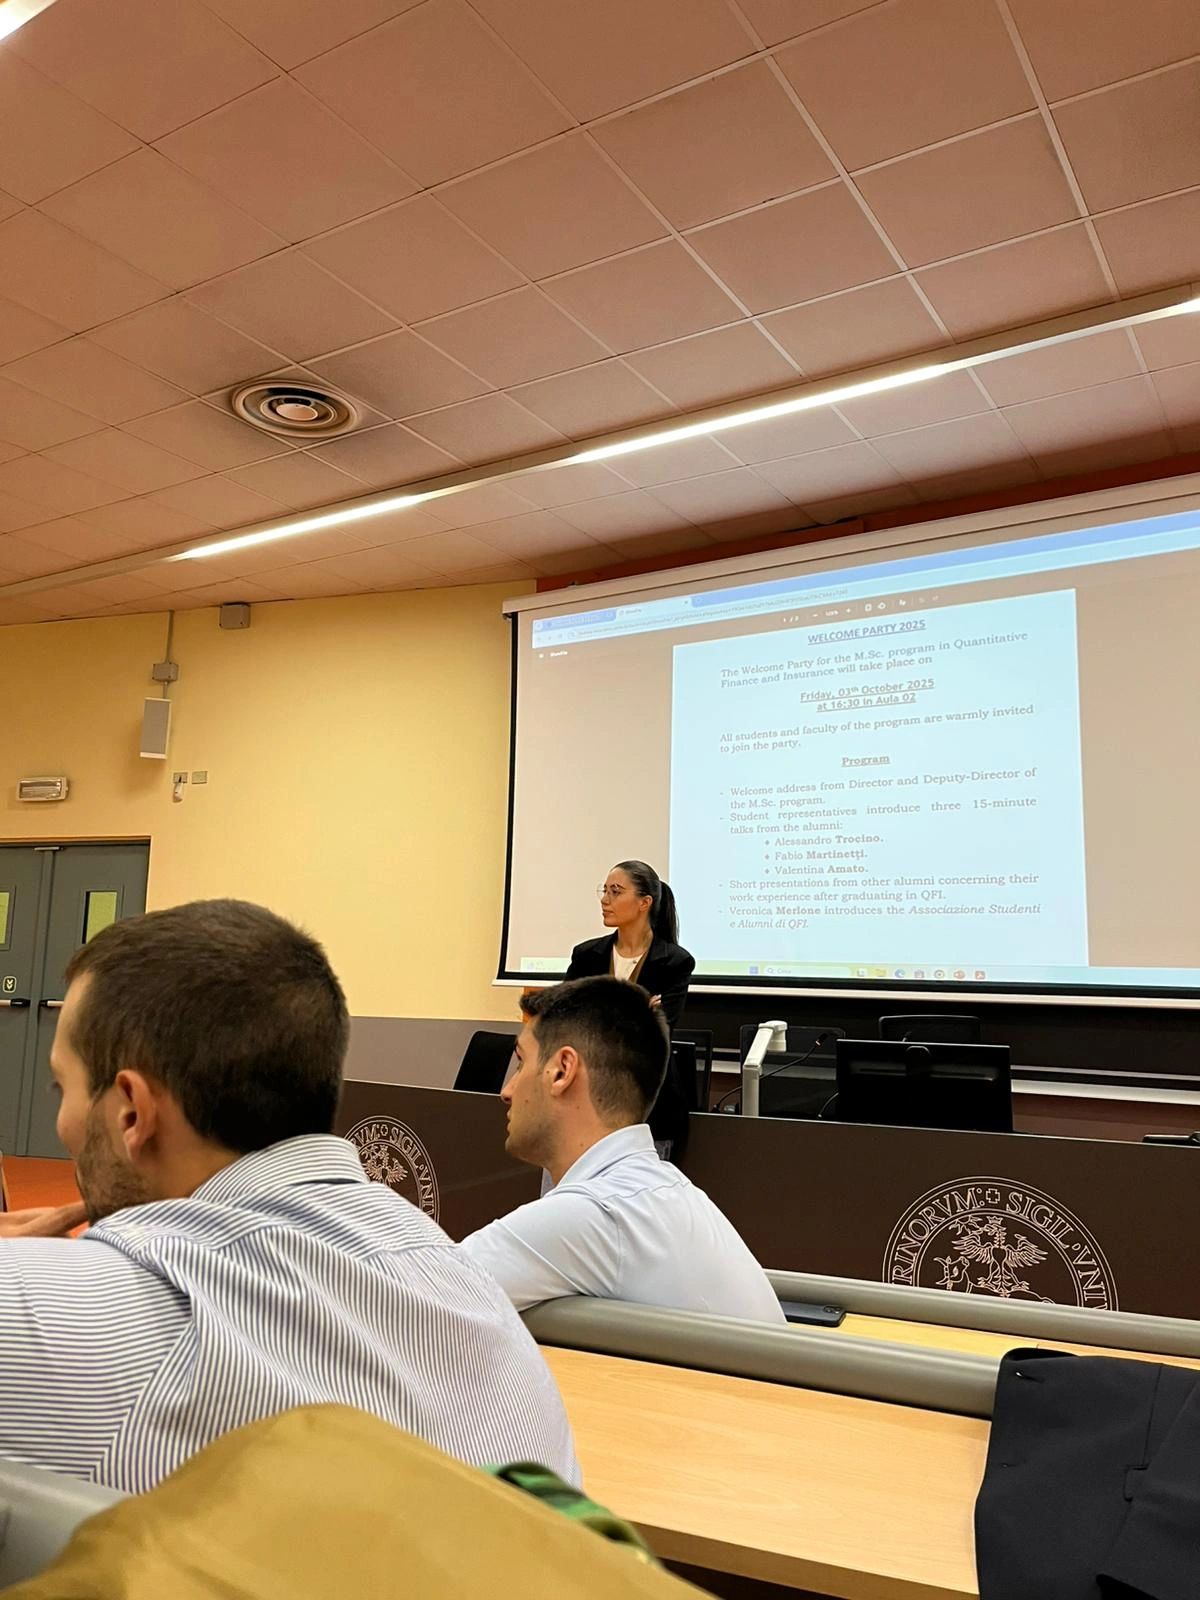 WELCOME PARTY 2025
The Welcome Party for the M.Sc. program in Quantitative
Finance and Insurance will take place on
Friday, 03th October 2025
at 16:30 in Aula 02
All students and faculty of the program are warmly invited
to join the party.
Program
- Welcome address from Director and Deputy-Director of
the M.Sc. program.
- Student representatives introduce three 15-minute
talks from the alumni:
• Alessandro Trocino.
• Fabio Martinetti.
• Valentina Amato.
- Short presentations from other alumni concerning their
work experience after graduating in QFI.
- Veronica Merlone introduces the Associazione Studenti
e Alumni di QFI.
Cerca
RINORVM:SIGIL·VNI